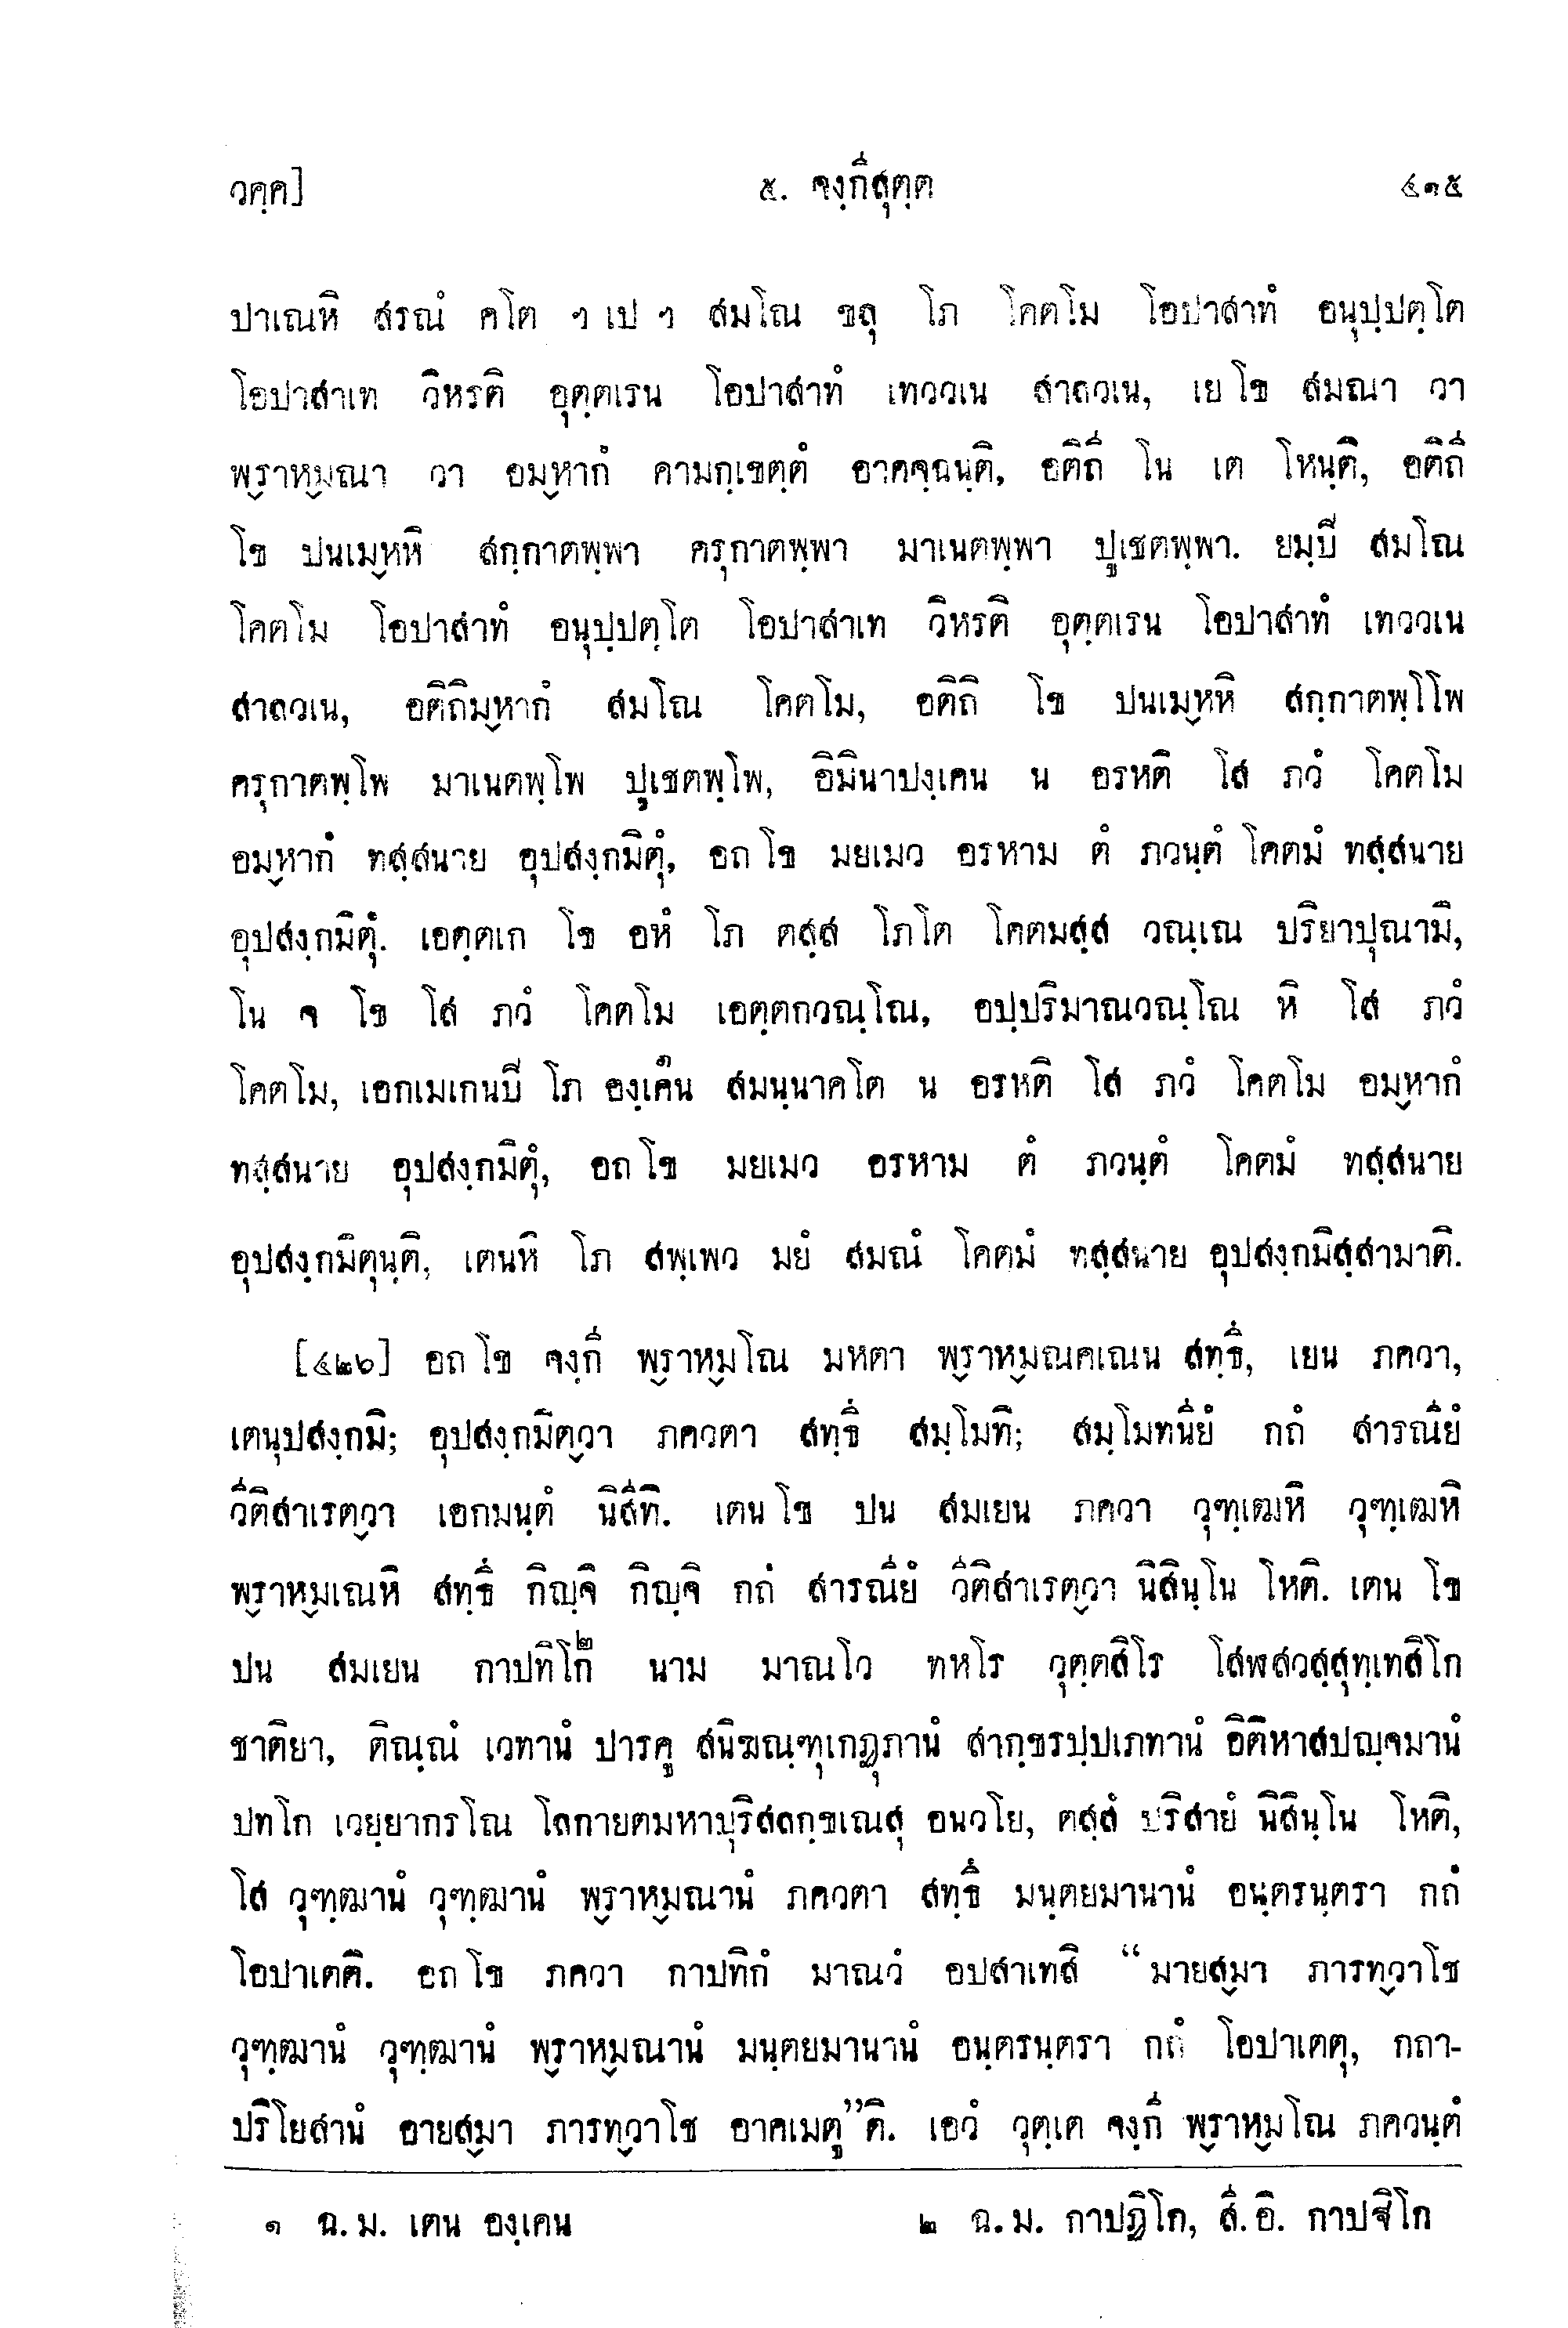 วคฺค] ๕. จงฺกีสุตฺต ๔๑๕
ปาเณหิ สรณํ คโต ฯ เป ฯ สมโณ ขลุ โภ โคตโม โอปาสาทํ อนุปฺปตฺโต
โอปาสาเท วิหรติ อุตฺตเรน โอปาสาทํ เทววเน สาลวเน, เย โข สมณา วา
พฺราหฺมณา วา อมฺหากํ คามกฺเขตฺตํ อาคจฺฉนฺติ, อติถี โน เต โหนฺติ, อติถี
โข ปนเมฺหหิ สกฺกาตพฺพา ครุกาตพฺพา มาเนตพฺพา ปูเชตพฺพา. ยมฺปี สมโณ
โคตโม โอปาสาทํ อนุปฺปตฺโต โอปาสาเท วิหรติ อุตฺตเรน โอปาสาทํ เทววเน
สาลวเน, อติถิมฺหากํ สมโณ โคตโม, อติถิ โข ปนเมฺหหิ สกฺกาตพฺโพ
ครุกาตพฺโพ มาเนตพฺโพ ปูเชตพฺโพ, อิมินาปงฺเคน น อรหติ โส ภวํ โคตโม
อมฺหากํ ทสฺสนาย อุปสงฺกมิตุํ, อถ โข มยเมว อรหาม ตํ ภวนฺตํ โคตมํ ทสฺสนาย
อุปสงฺกมิตุํ. เอตฺตเก โข อหํ โภ ตสฺส โภโต โคตมสฺส วณฺเณ ปริยาปุณามิ,
โน จ โข โส ภวํ โคตโม เอตฺตกวณฺโณ, อปฺปริมาณวณฺโณ หิ โส ภวํ
โคตโม, เอกเมเกนปี โภ องฺเค๑น สมนฺนาคโต น อรหติ โส ภวํ โคตโม อมฺหากํ
ทสฺสนาย อุปสงฺกมิตุํ, อถ โข มยเมว อรหาม ตํ ภวนฺตํ โคตมํ ทสฺสนาย
อุปสงฺกมิตุนฺติ, เตนหิ โภ สพฺเพว มยํ สมณํ โคตมํ ทสฺสนาย อุปสงฺกมิสฺสามาติ.
[๔๒๖] อถ โข จงฺกี พฺราหฺมโณ มหตา พฺราหฺมณคเณน สทฺธึ, เยน ภควา,
เตนุปสงฺกมิ; อุปสงฺกมิตฺวา ภควตา สทฺธึ สมฺโมทิ; สมฺโมทนียํ กถํ สารณียํ
วีติสาเรตฺวา เอกมนฺตํ นิสีทิ. เตน โข ปน สมเยน ภควา วุฑฺเฒหิ วุฑฺเฒหิ
พฺราหฺมเณหิ สทฺธึ กิญฺจิ กิญฺจิ กถํ สารณียํ วีติสาเรตฺวา นิสินฺโน โหติ. เตน โข
ปน สมเยน กาปทิโก๒ นาม มาณโว ทหโร วุตฺตสิโร โสฬสวสฺสุทฺเทสิโก
ชาติยา, ติณฺณํ เวทานํ ปารคู สนิฆณฺฑุเกฏุภานํ สากฺขรปฺปเภทานํ อิติหาสปญฺจมานํ
ปทโก เวยฺยากรโณ โลกายตมหาปุริสลกฺขเณสุ อนวโย, ตสฺสํ ปริสายํ นิสินฺโน โหติ,
โส วุฑฺฒานํ วุฑฺฒานํ พฺราหฺมณานํ ภควตา สทฺธึ มนฺตยมานานํ อนฺตรนฺตรา กถํ
โอปาเตติ. อถ โข ภควา กาปทิกํ มาณวํ อปสาเทสิ “มายสฺมา ภารทฺวาโช
วุฑฺฒานํ วุฑฺฒานํ พฺราหฺมณานํ มนฺตยมานานํ อนฺตรนฺตรา กถํ โอปาเตตุ, กถา-
ปริโยสานํ อายสฺมา ภารทฺวาโช อาคเมตู”ติ. เอวํ วุตฺเต จงฺกี พฺราหฺมโณ ภควนฺตํ
๑ ฉ.ม. เตน องฺเคน ๒ ฉ.ม. กาปฏิโก, สี.อิ. กาปฐิโก